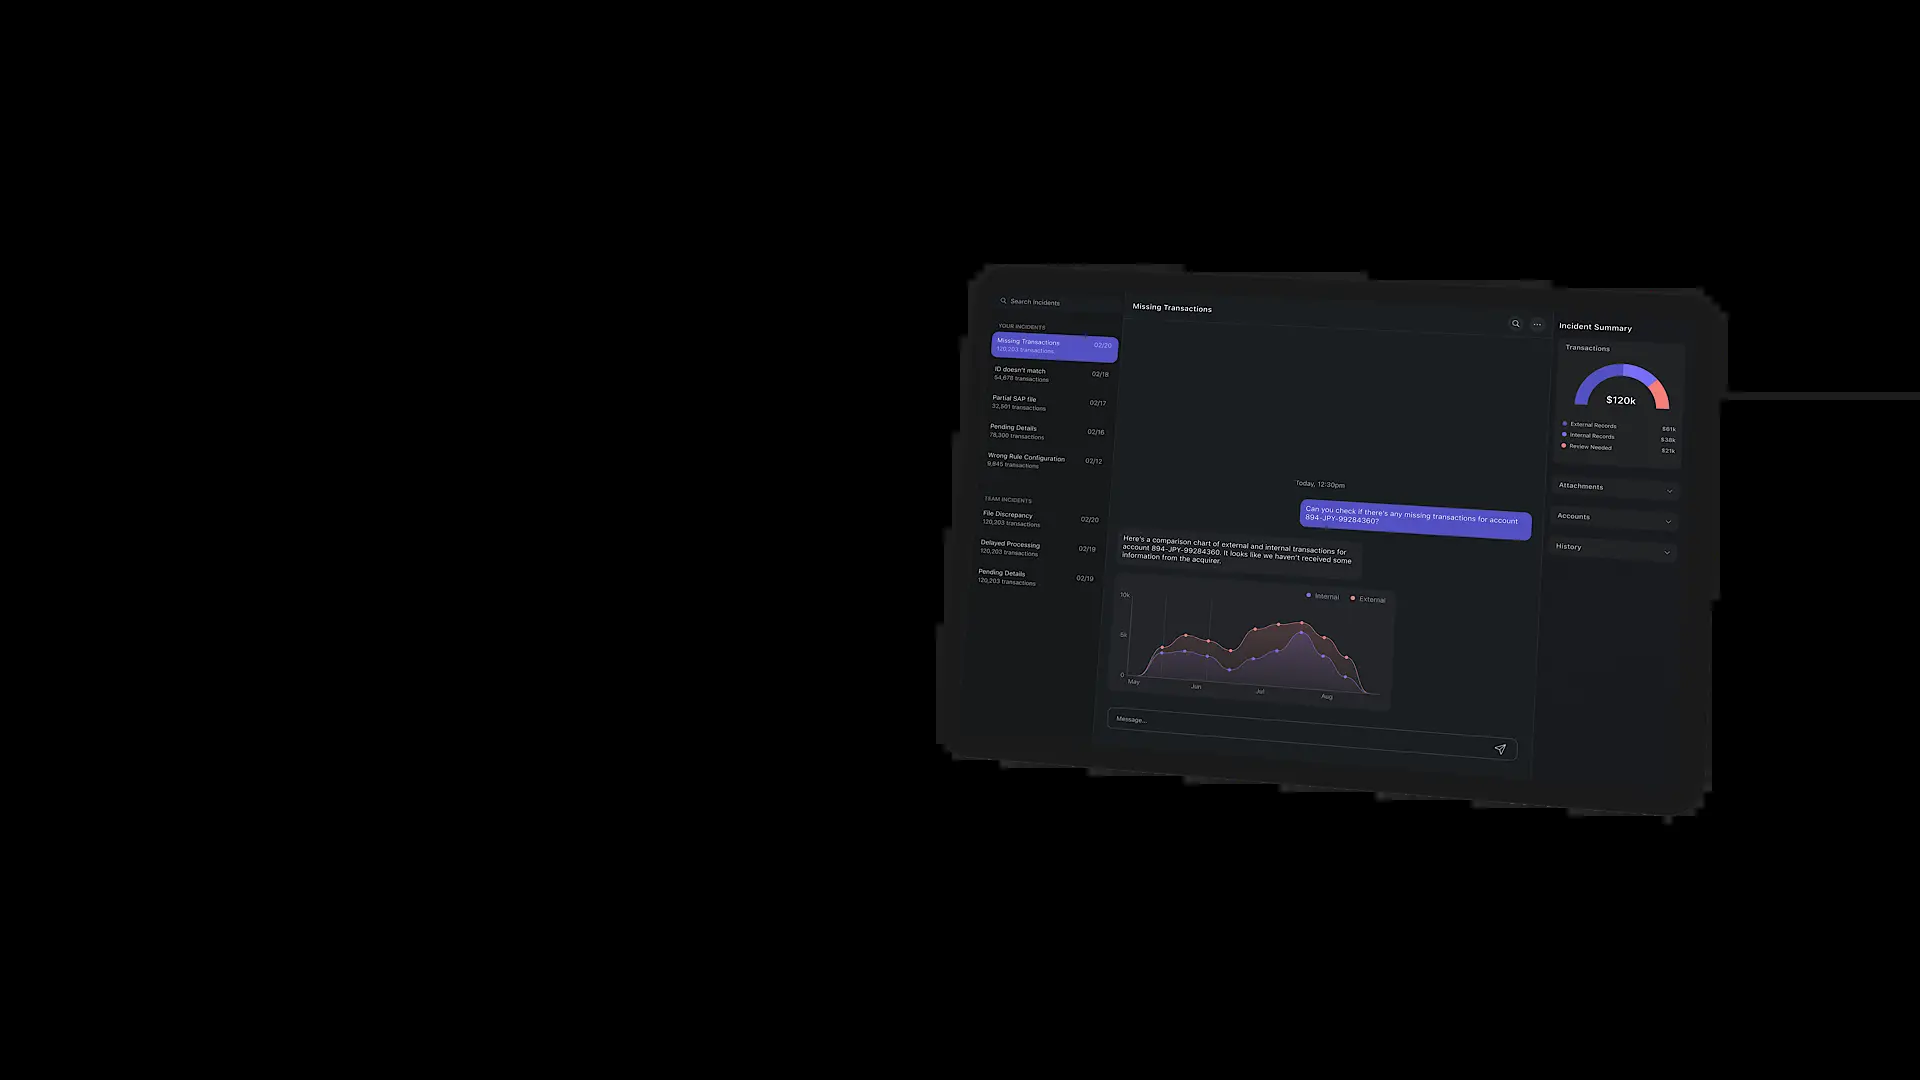 Search Incidents
YOUR INCIDENTS
Missing Transactions
02/20
120,203 transactions
ID doesn't match
02/18
54,678 transactions
Partial SAP file
02/17
32,501 transactions
Pending Details
02/16
78,300 transactions
Wrong Rule Configuration
02/12
9,845 transactions
TEAM INCIDENTS
File Discrepancy
02/20
120,203 transactions
Delayed Processing
02/19
120,203 transactions
Pending Details
02/19
120,203 transactions
Missing Transactions
Today, 12:30pm
Can you check if there's any missing transactions for account
894-JPY-99284360?
Here's a comparison chart of external and internal transactions for
account 894-JPY-99284360. It looks like we haven't received some
information from the acquirer.
Internal
External
10k
5k
0
May
Jun
Jul
Aug
Message...
Incident Summary
Transactions
$120k
External Records
$61k
Internal Records
$38k
Review Needed
$21k
Attachments
Accounts
History